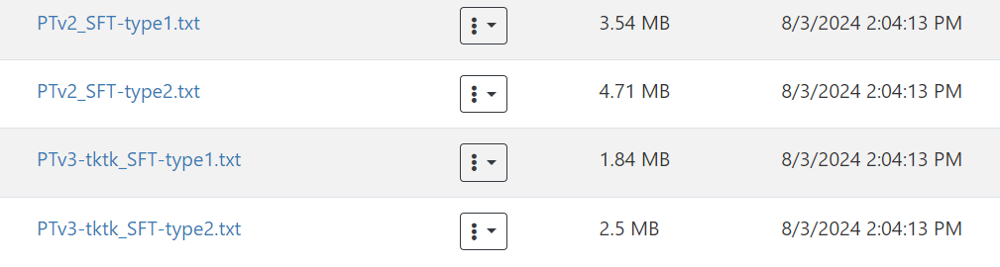 PTv2_SFT-type1.txt 3.54 MB 8/3/2024 2:04:13 PM
PTv2_SFT-type2.txt 4.71 MB 8/3/2024 2:04:13 PM
PTv3-tktk_SFT-type1.txt 1.84 MB 8/3/2024 2:04:13 PM
PTv3-tktk_SFT-type2.txt 2.5 MB 8/3/2024 2:04:13 PM